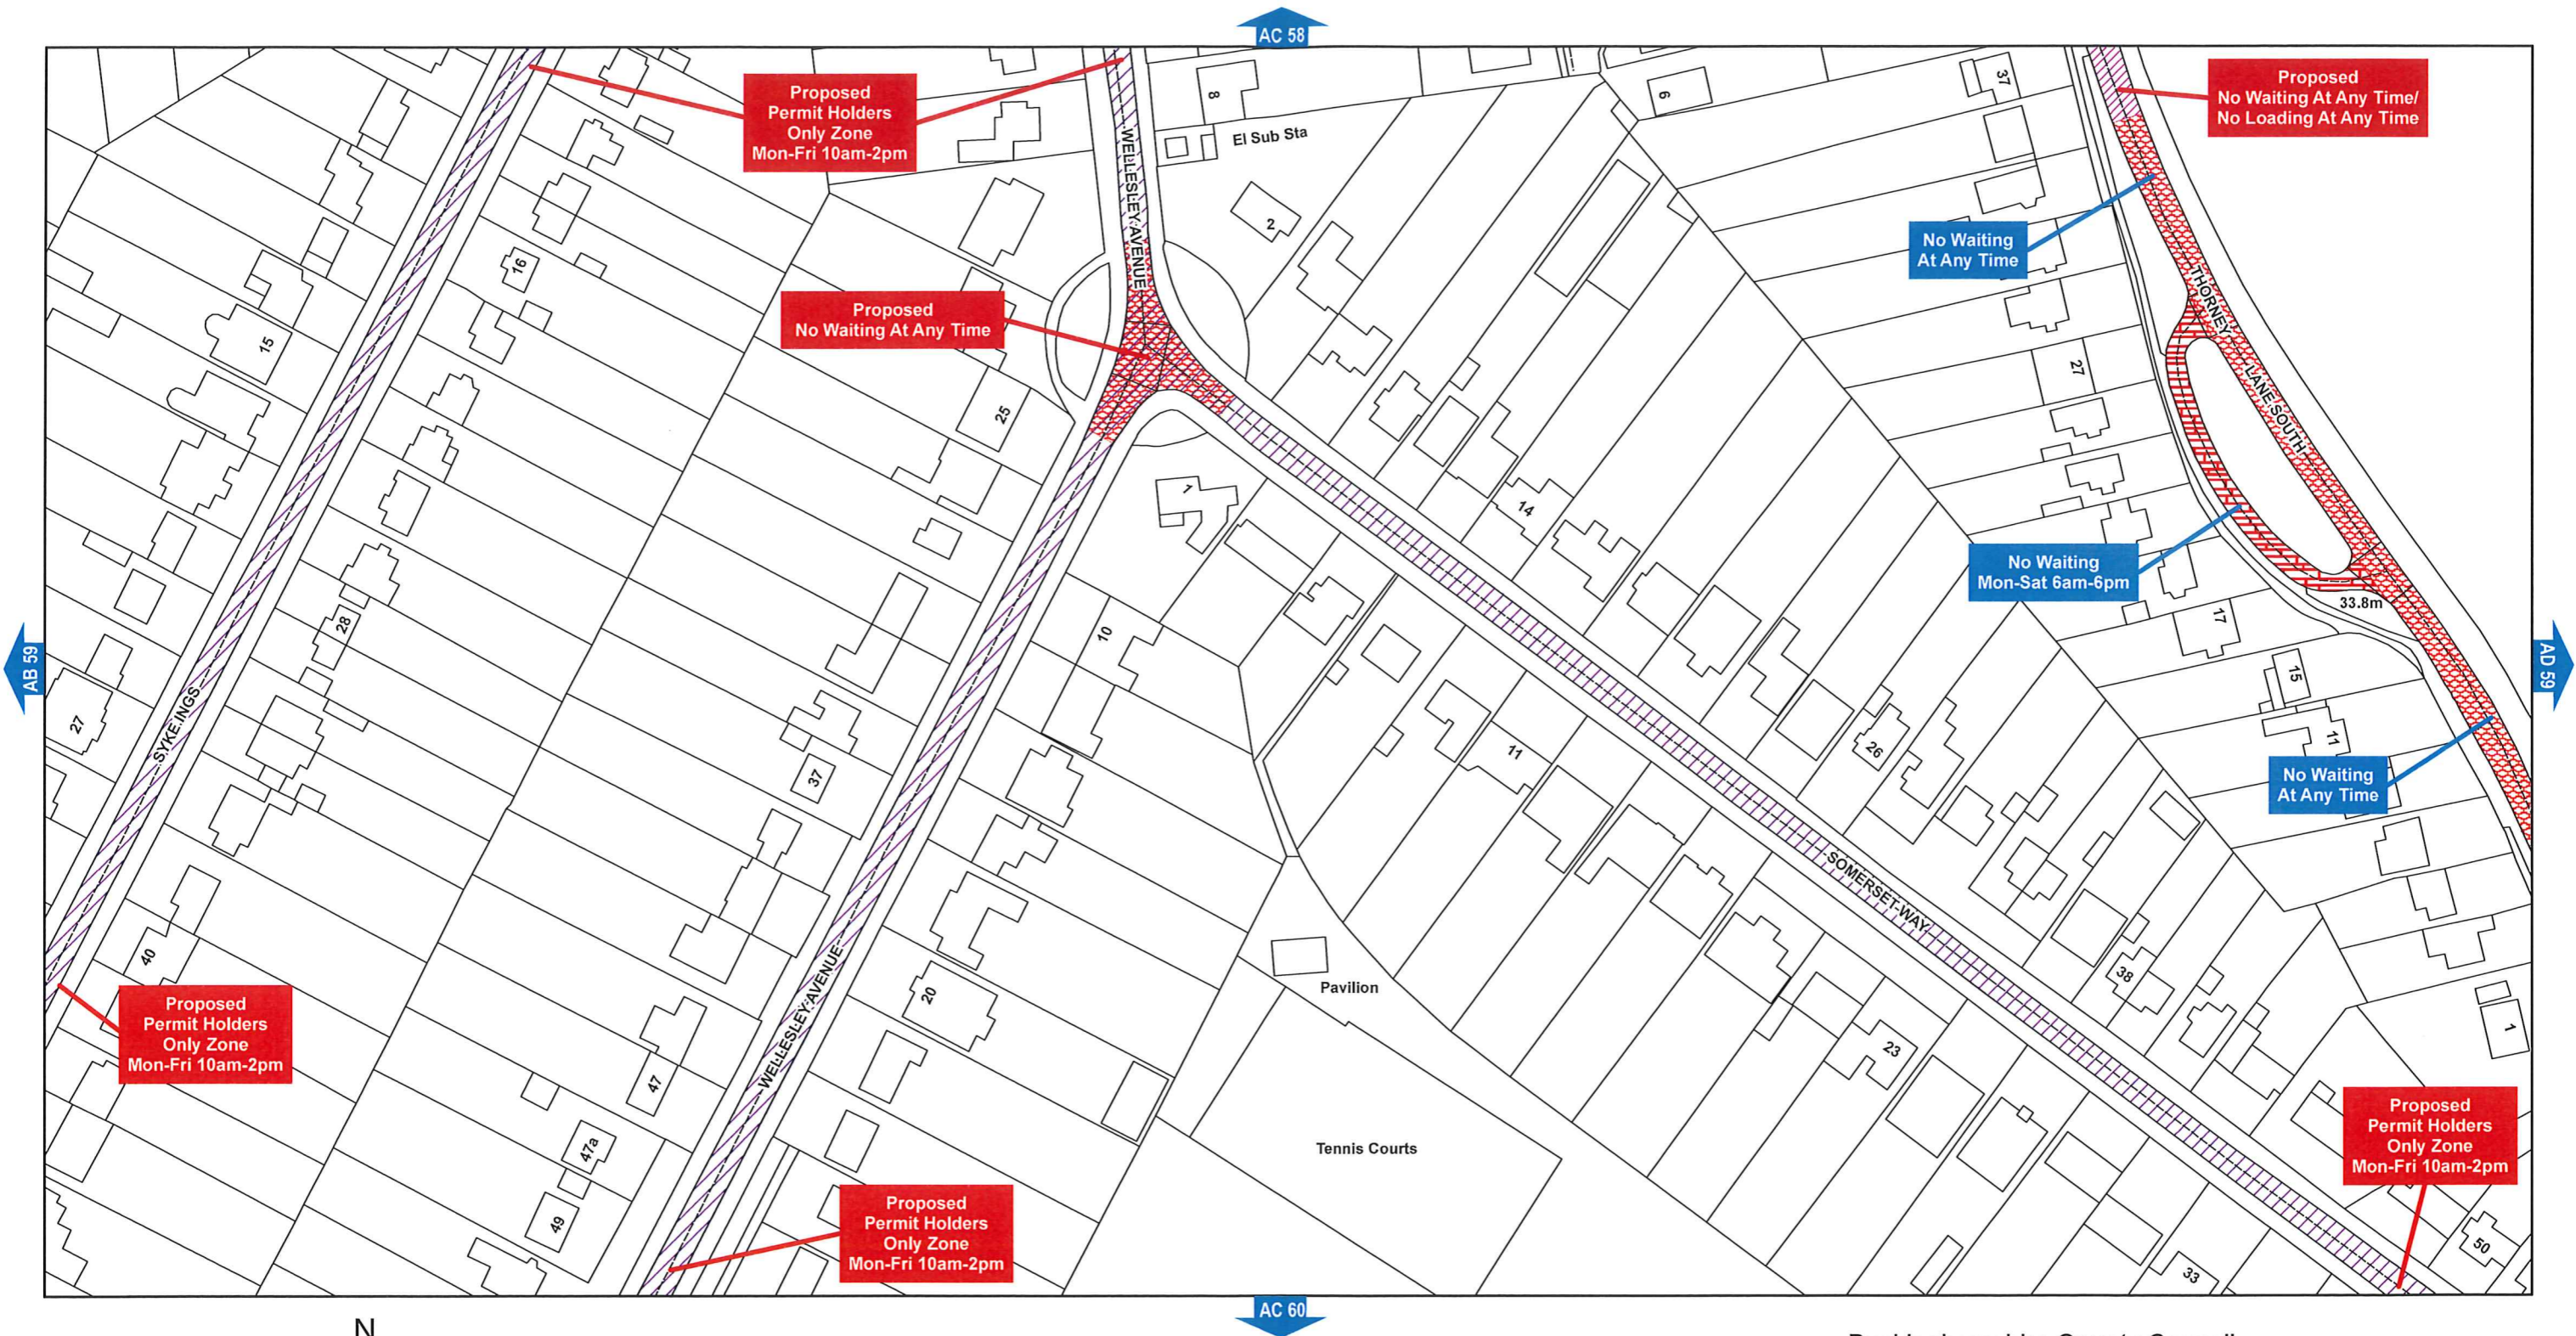 AC 58
Proposed
Permit Holders
Only Zone
Mon-Fri 10am-2pm
8
El Sub Sta
6
37
Proposed
No Waiting At Any Time/
No Loading At Any Time
WELLESLEY AVENUE
2
No Waiting
At Any Time
16
THORNEY LANE SOUTH
Proposed
No Waiting At Any Time
15
27
25
1
14
No Waiting
Mon-Sat 6am-6pm
33.8m
17
28
10
AB 59
AD 59
15
27
SYKE INGS
11
11
26
37
No Waiting
At Any Time
SOMERSET WAY
40
20
Pavilion
38
Proposed
Permit Holders
Only Zone
Mon-Fri 10am-2pm
WELLESLEY AVENUE
1
23
47
47a
Tennis Courts
Proposed
Permit Holders
Only Zone
Mon-Fri 10am-2pm
49
Proposed
Permit Holders
Only Zone
Mon-Fri 10am-2pm
50
33
AC 60
N